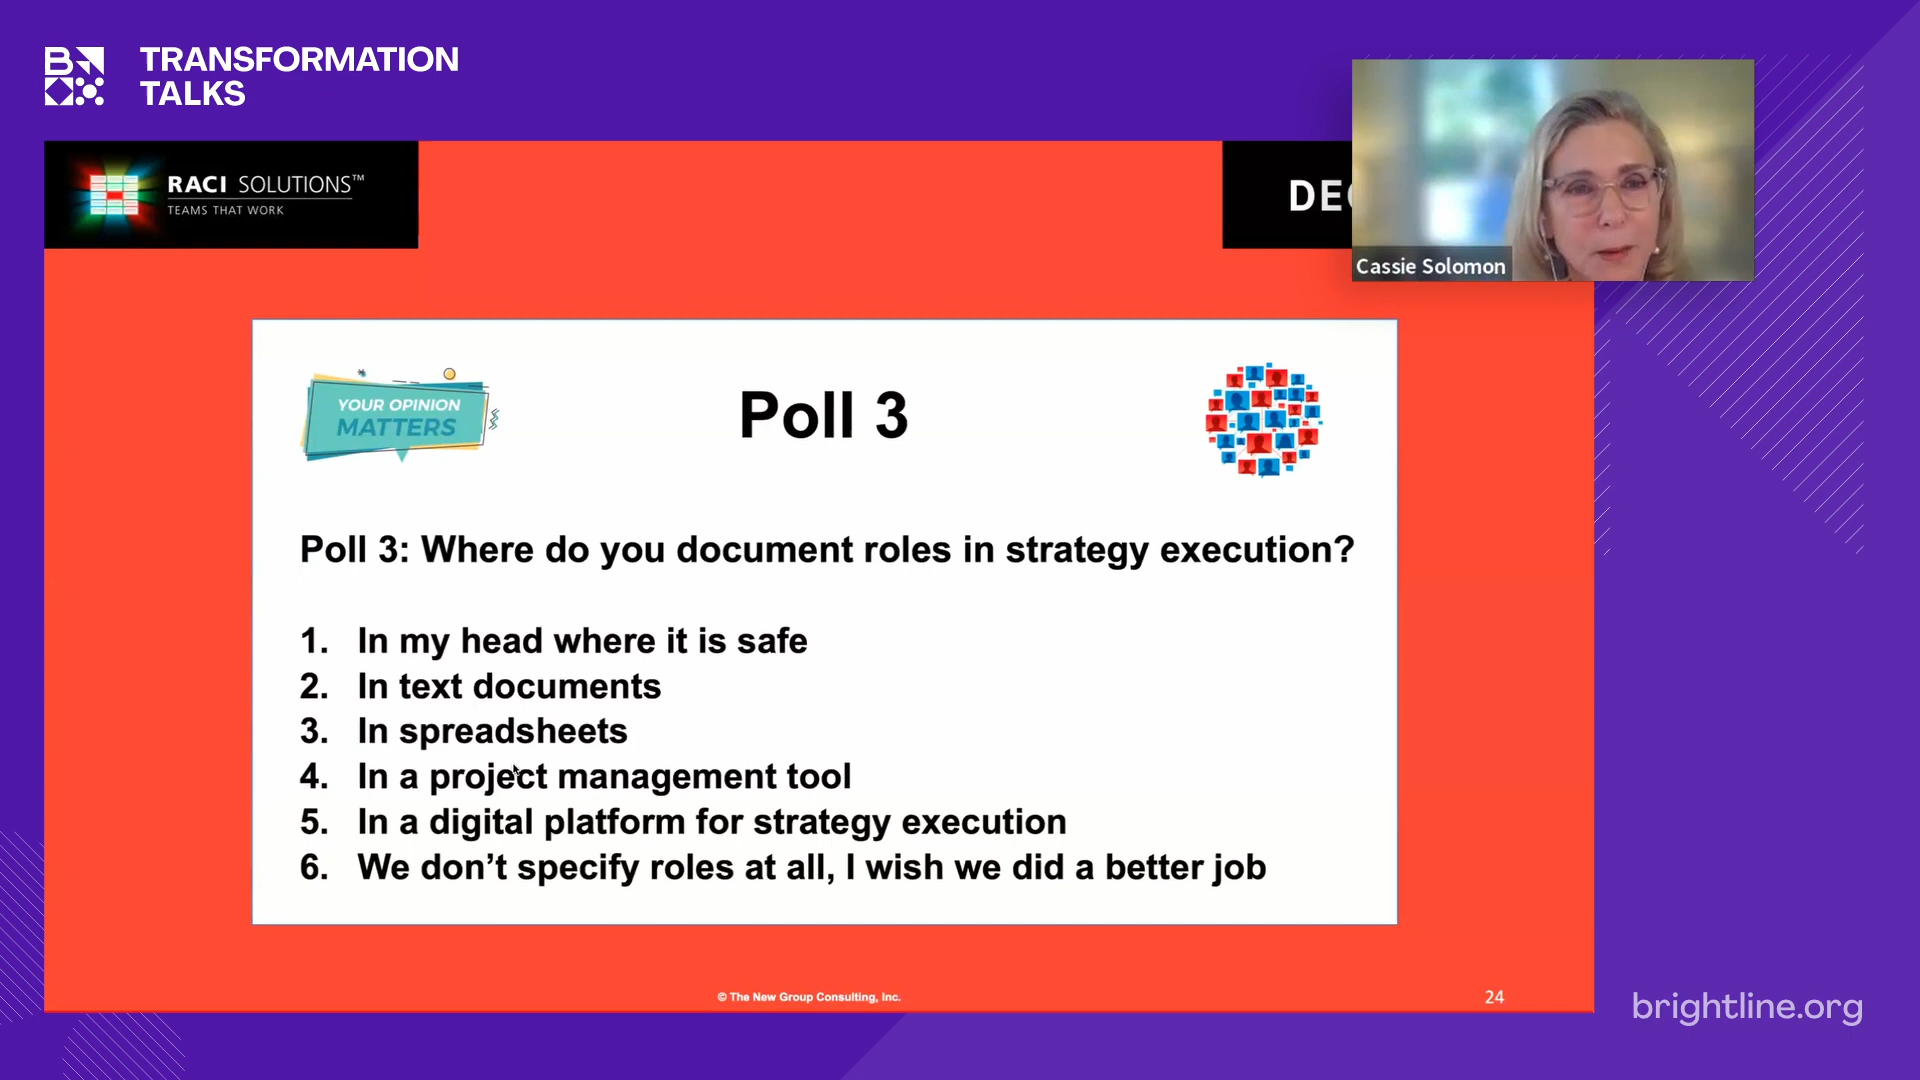 TRANSFORMATION
TALKS
RACI SOLUTIONS™
TEAMS THAT WORK
Cassie Solomon
YOUR OPINION
MATTERS
Poll 3
Poll 3: Where do you document roles in strategy execution?
1. In my head where it is safe
2. In text documents
3. In spreadsheets
4. In a project management tool
5. In a digital platform for strategy execution
6. We don’t specify roles at all, I wish we did a better job
© The New Group Consulting, Inc.
24
brightline.org